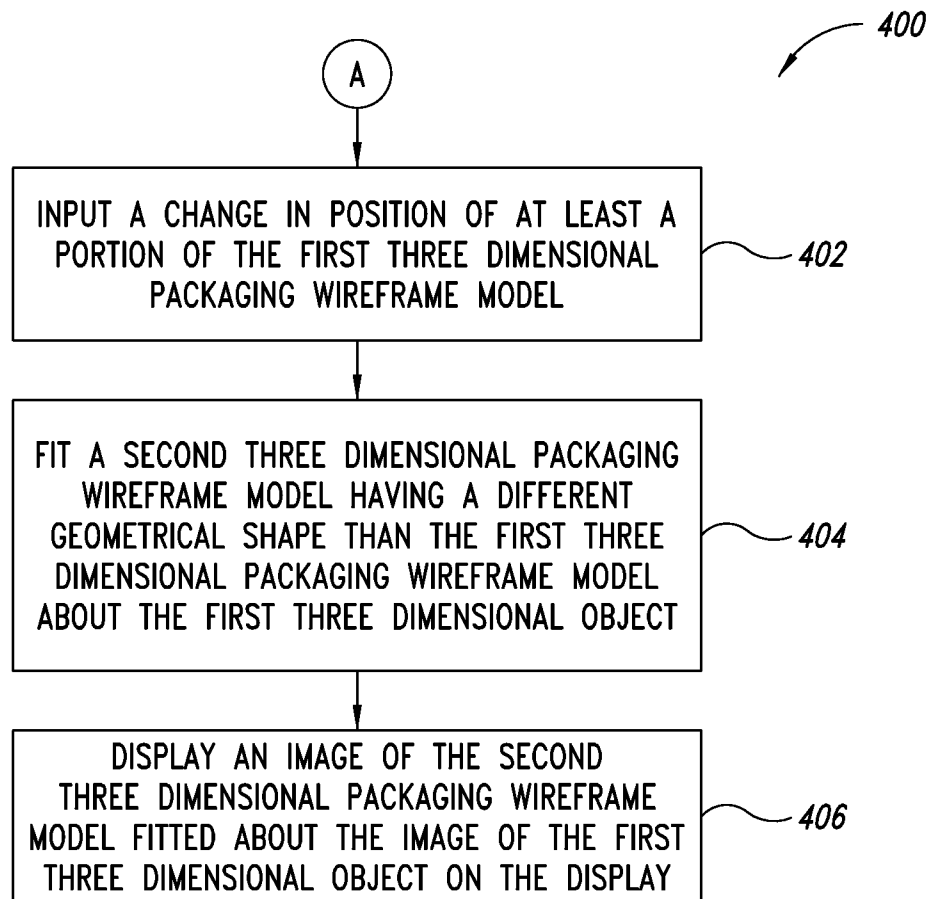 400
A
INPUT A CHANGE IN POSITION OF AT LEAST A
PORTION OF THE FIRST THREE DIMENSIONAL
PACKAGING WIREFRAME MODEL
402
FIT A SECOND THREE DIMENSIONAL PACKAGING
WIREFRAME MODEL HAVING A DIFFERENT
GEOMETRICAL SHAPE THAN THE FIRST THREE
DIMENSIONAL PACKAGING WIREFRAME MODEL
ABOUT THE FIRST THREE DIMENSIONAL OBJECT
404
DISPLAY AN IMAGE OF THE SECOND
THREE DIMENSIONAL PACKAGING WIREFRAME
MODEL FITTED ABOUT THE IMAGE OF THE FIRST
THREE DIMENSIONAL OBJECT ON THE DISPLAY
406